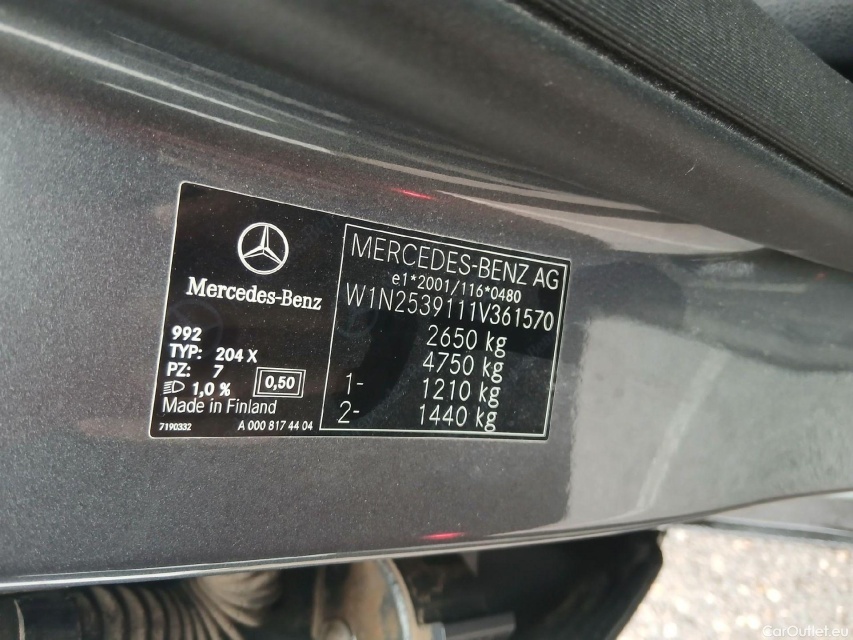 Mercedes-Benz
992
TYP: 204 X
PZ: 7
1,0 % 0,50
Made in Finland
7190332 A 000 817 44 04
MERCEDES-BENZ AG
e1*2001/116*0480
W1N2539111V361570
2650 kg
4750 kg
1- 1210 kg
2- 1440 kg
CarOutlet.eu